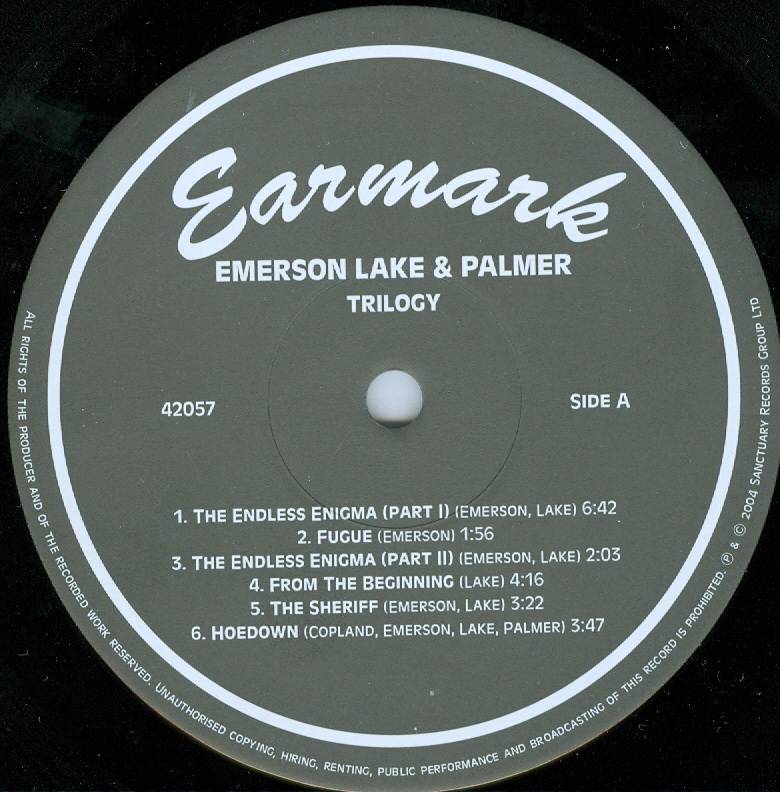 Earmark
EMERSON LAKE & PALMER
TRILOGY
42057
SIDE A
1. THE ENDLESS ENIGMA (PART I) (EMERSON, LAKE) 6:42
2. FUGUE (EMERSON) 1:56
3. THE ENDLESS ENIGMA (PART II) (EMERSON, LAKE) 2:03
4. FROM THE BEGINNING (LAKE) 4:16
5. THE SHERIFF (EMERSON, LAKE) 3:22
6. HOEDOWN (COPLAND, EMERSON, LAKE, PALMER) 3:47
ALL RIGHTS OF THE PRODUCER AND OF THE RECORDED WORK RESERVED. UNAUTHORISED COPYING, HIRING, RENTING, PUBLIC PERFORMANCE AND BROADCASTING OF THIS RECORD IS PROHIBITED. ℗ & © 2004 SANCTUARY RECORDS GROUP LTD